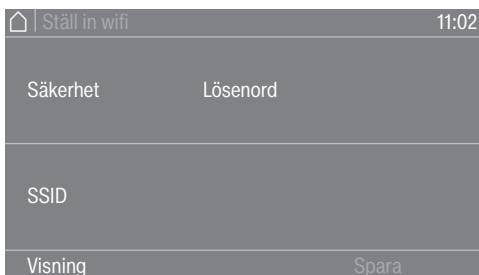 Ställ in wifi 11:02
Säkerhet Lösenord
SSID
Visning Spara